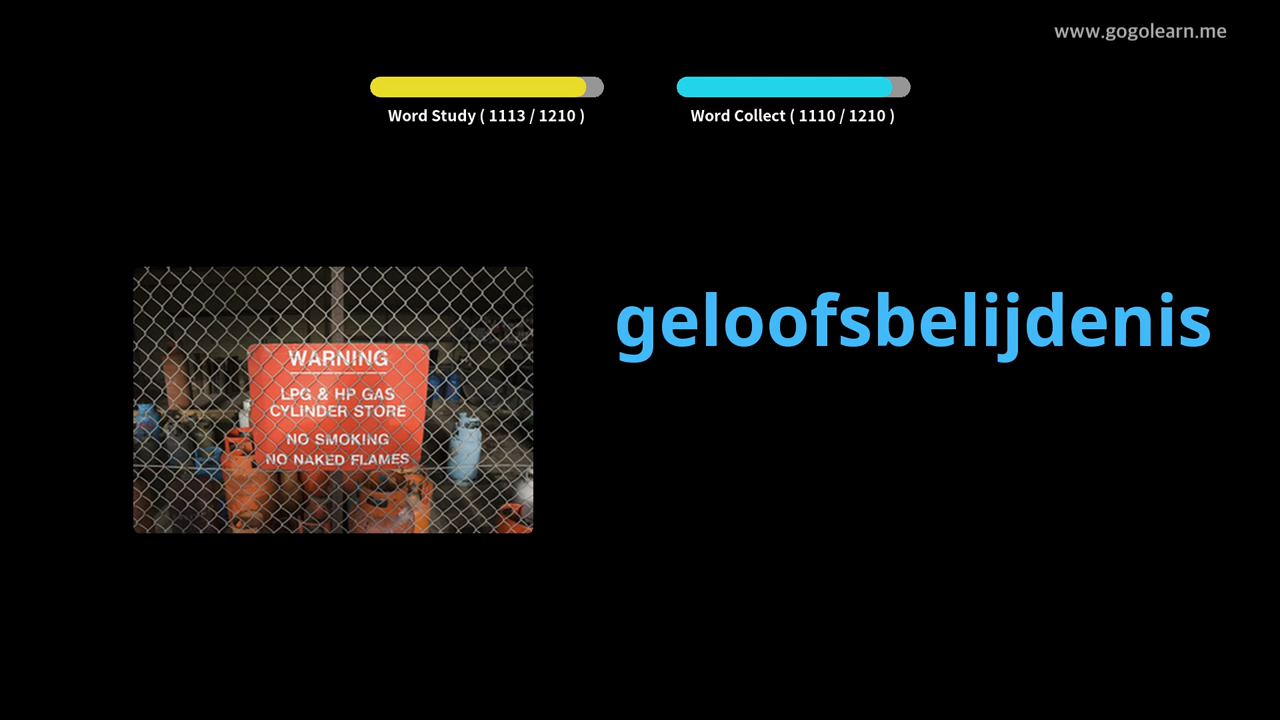 www.gogolearn.me
Word Study ( 1113 / 1210 )
Word Collect ( 1110 / 1210 )
WARNING
LPG & HP GAS
CYLINDER STORE
NO SMOKING
NO NAKED FLAMES
geloofsbelijdenis